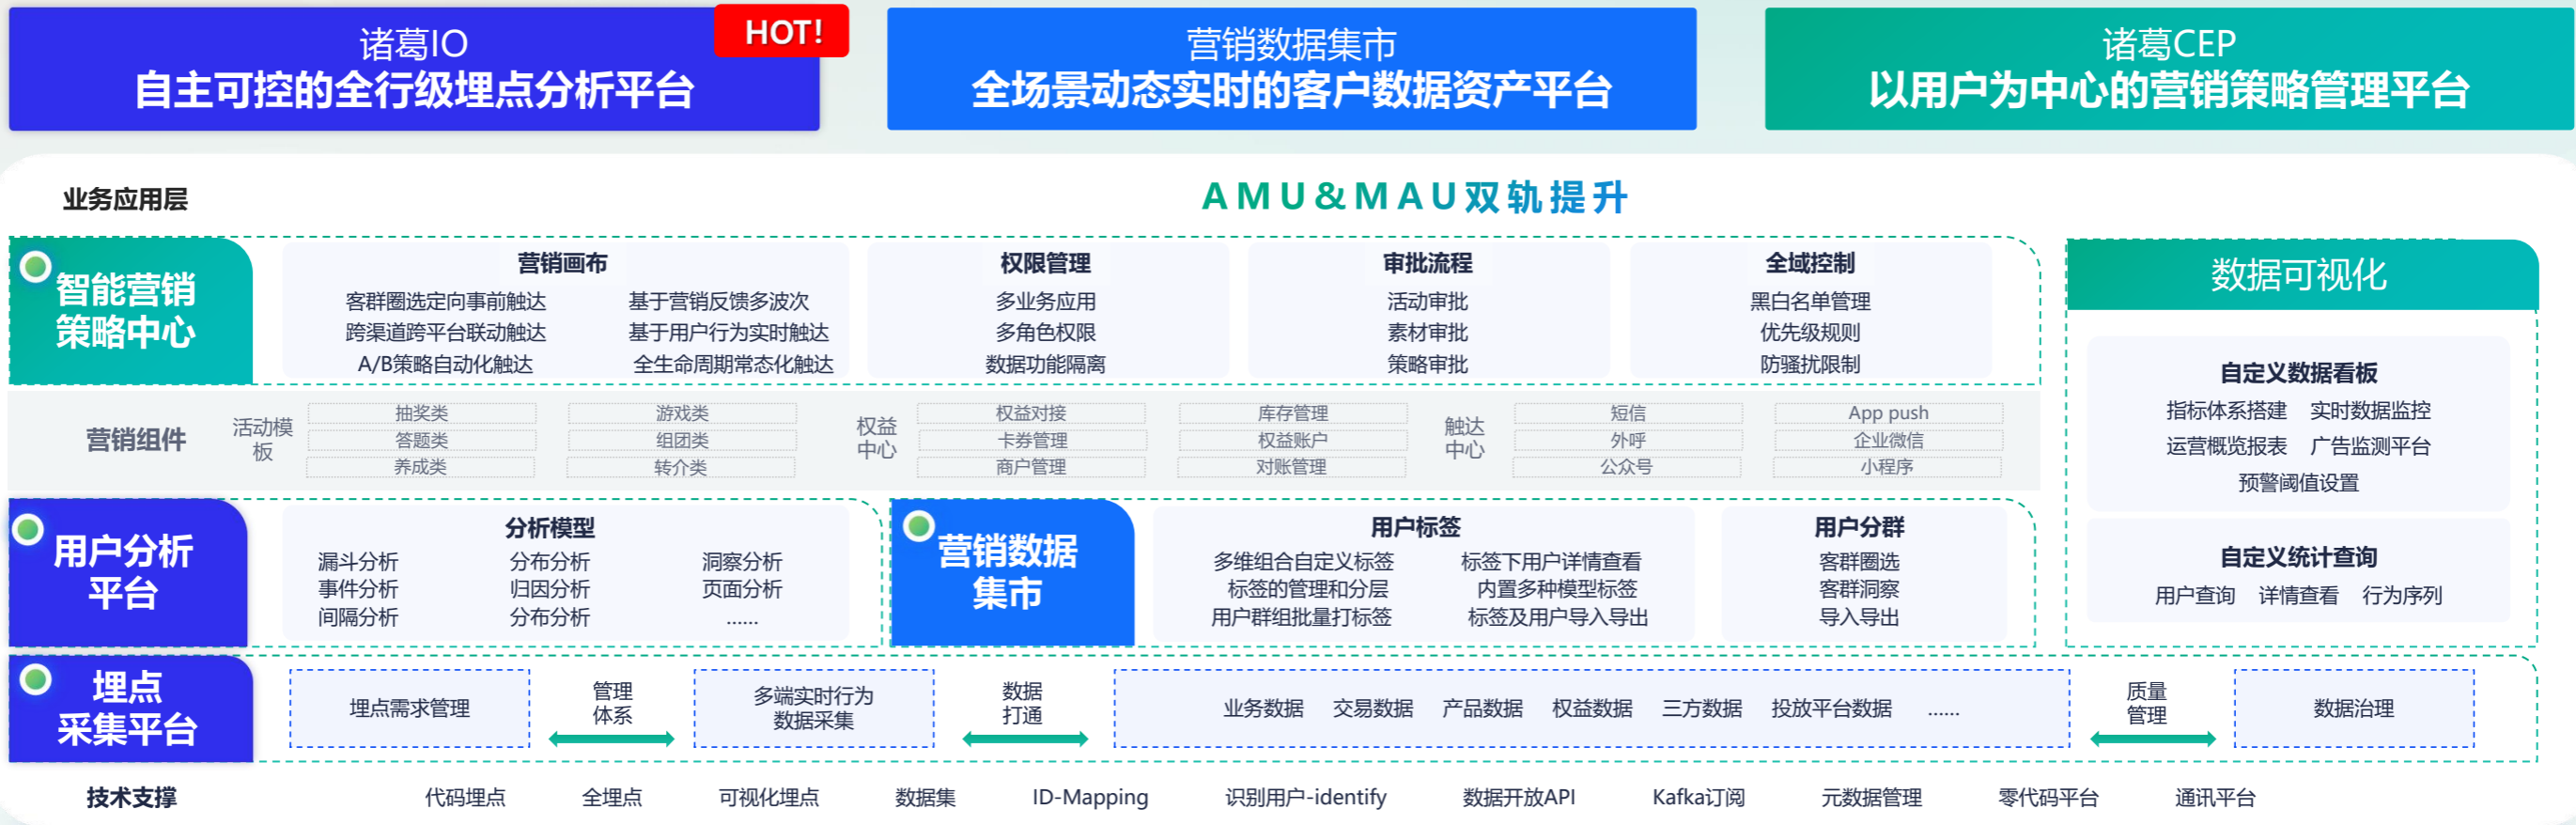 诸葛IO
自主可控的全行级埋点分析平台
HOT!
营销数据集市
全场景动态实时的客户数据资产平台
诸葛CEP
以用户为中心的营销策略管理平台
业务应用层
AMU&MAU双轨提升
智能营销
策略中心
营销画布
客群圈选定向事前触达 基于营销反馈多波次
跨渠道跨平台联动触达 基于用户行为实时触达
A/B策略自动化触达 全生命周期常态化触达
权限管理
多业务应用
多角色权限
数据功能隔离
审批流程
活动审批
素材审批
策略审批
全域控制
黑白名单管理
优先级规则
防骚扰限制
数据可视化
自定义数据看板
指标体系搭建 实时数据监控
运营概览报表 广告监测平台
预警阈值设置
自定义统计查询
用户查询 详情查看 行为序列
营销组件
活动模
板
抽奖类 游戏类
答题类 组团类
养成类 转介类
权益
中心
权益对接 库存管理
卡券管理 权益账户
商户管理 对账管理
触达
中心
短信 App push
外呼 企业微信
公众号 小程序
用户分析
平台
分析模型
漏斗分析 分布分析 洞察分析
事件分析 归因分析 页面分析
间隔分析 分布分析 ......
营销数据
集市
用户标签
多维组合自定义标签 标签下用户详情查看
标签的管理和分层 内置多种模型标签
用户群组批量打标签 标签及用户导入导出
用户分群
客群圈选
客群洞察
导入导出
埋点
采集平台
埋点需求管理
管理
体系
多端实时行为
数据采集
数据
打通
业务数据 交易数据 产品数据 权益数据 三方数据 投放平台数据 ......
质量
管理
数据治理
技术支撑
代码埋点 全埋点 可视化埋点 数据集 ID-Mapping 识别用户-identify 数据开放API Kafka订阅 元数据管理 零代码平台 通讯平台